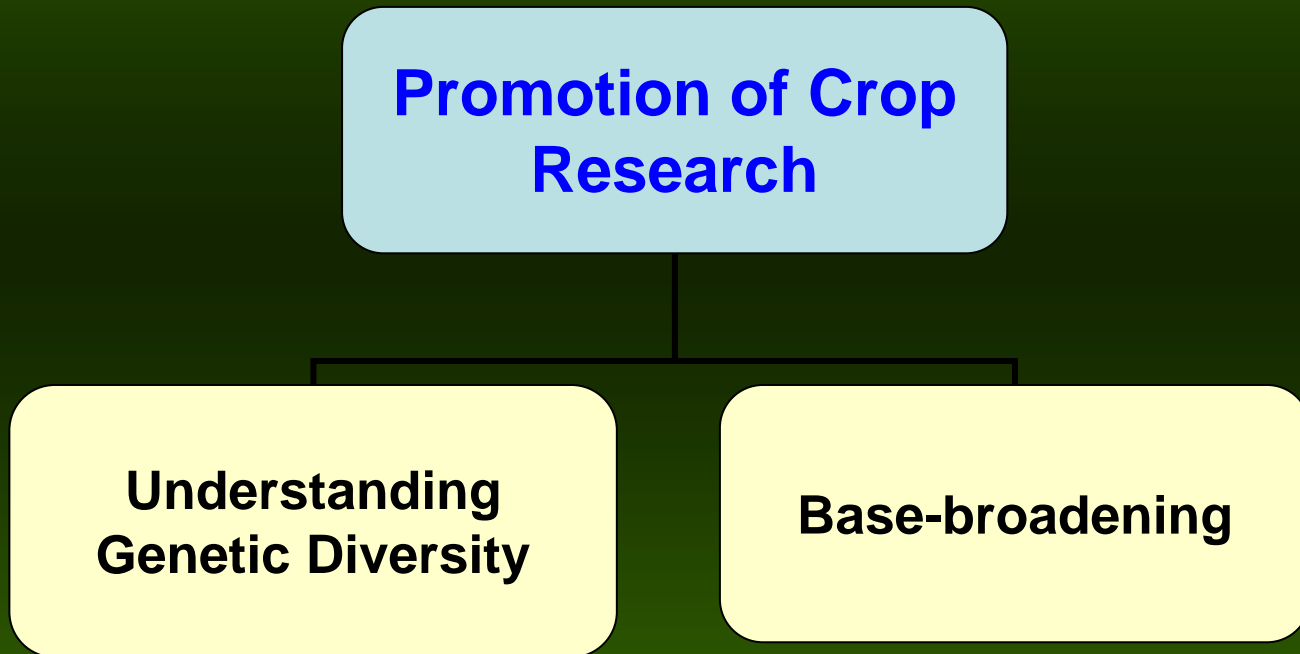 Promotion of Crop
Research
Understanding
Genetic Diversity
Base-broadening